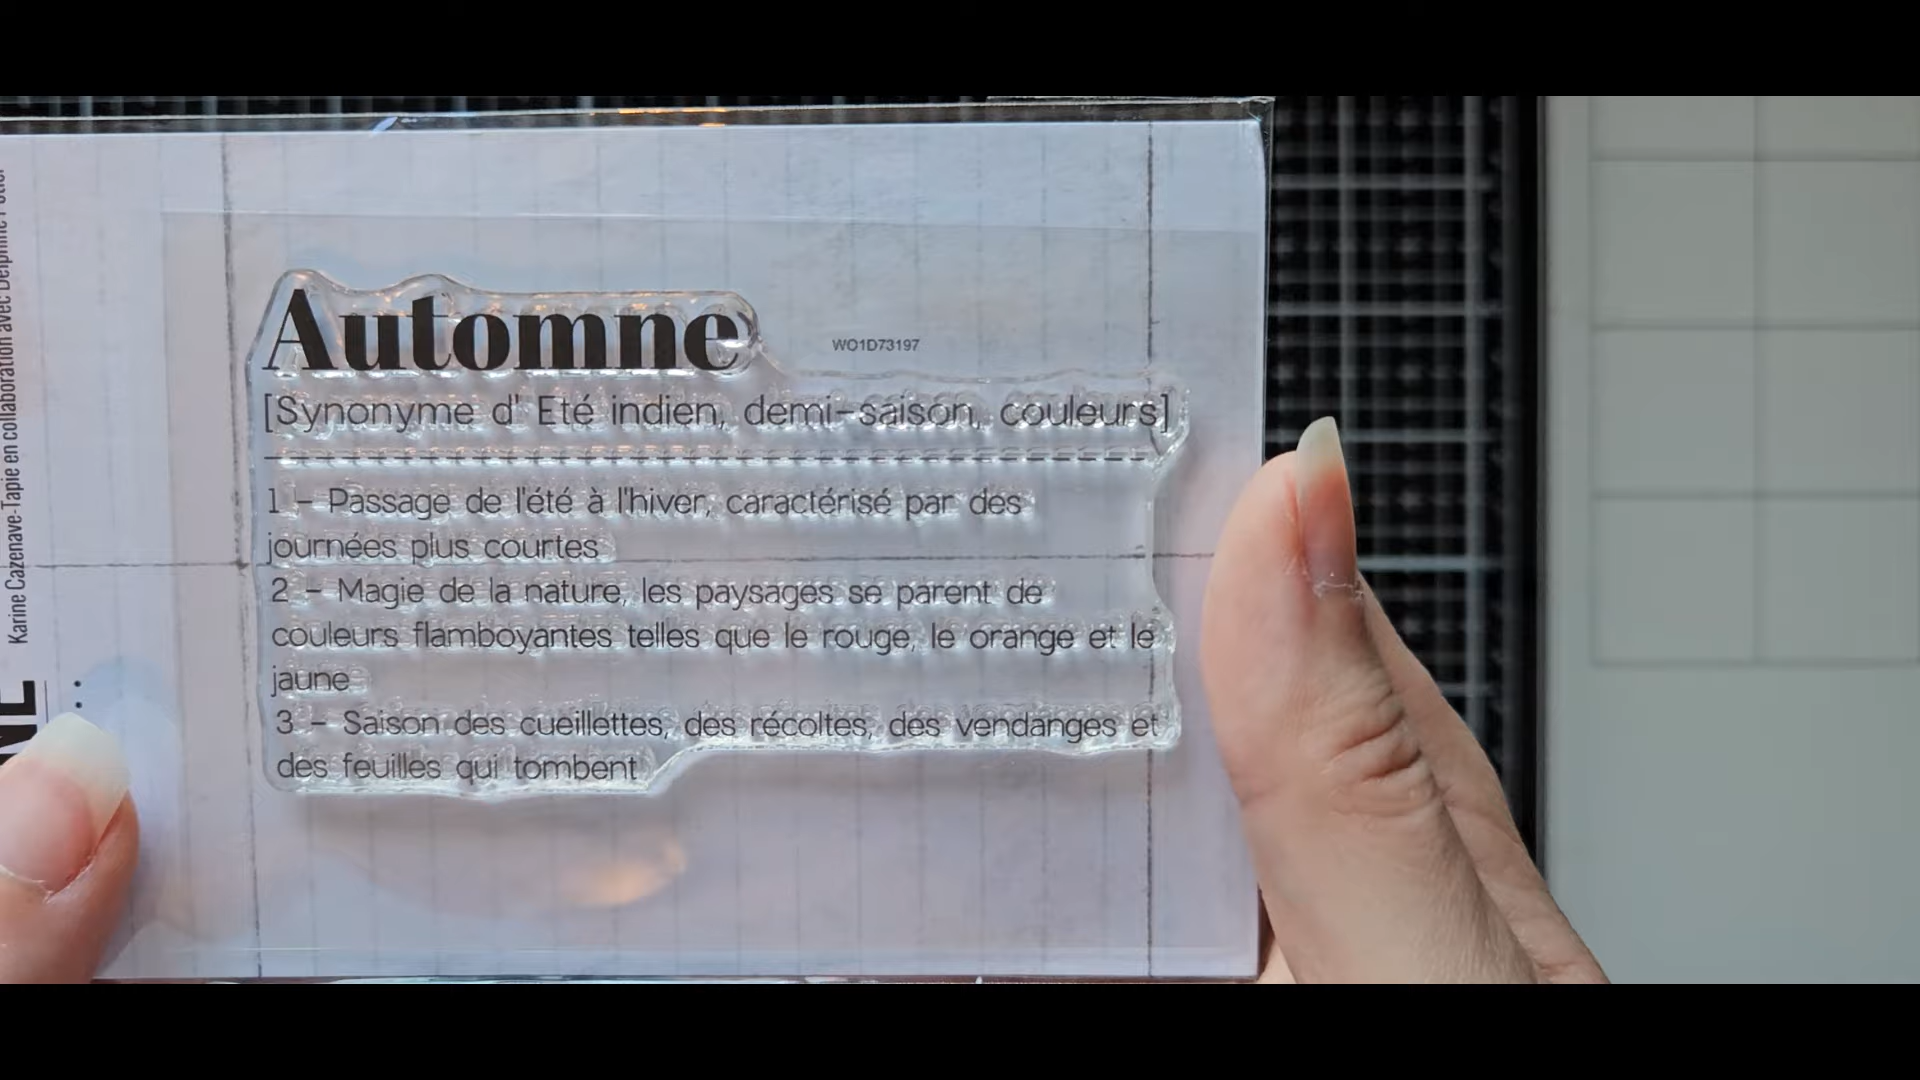 Automne
WO1D73197
[Synonyme d' Eté indien, demi-saison, couleurs]
1 - Passage de l'été à l'hiver, caractérisé par des
journées plus courtes
2 - Magie de la nature, les paysages se parent de
couleurs flamboyantes telles que le rouge, le orange et le
jaune
3 - Saison des cueillettes, des récoltes, des vendanges et
des feuilles qui tombent
Karine Cazenave-Tapie en collaboration avec Delphine